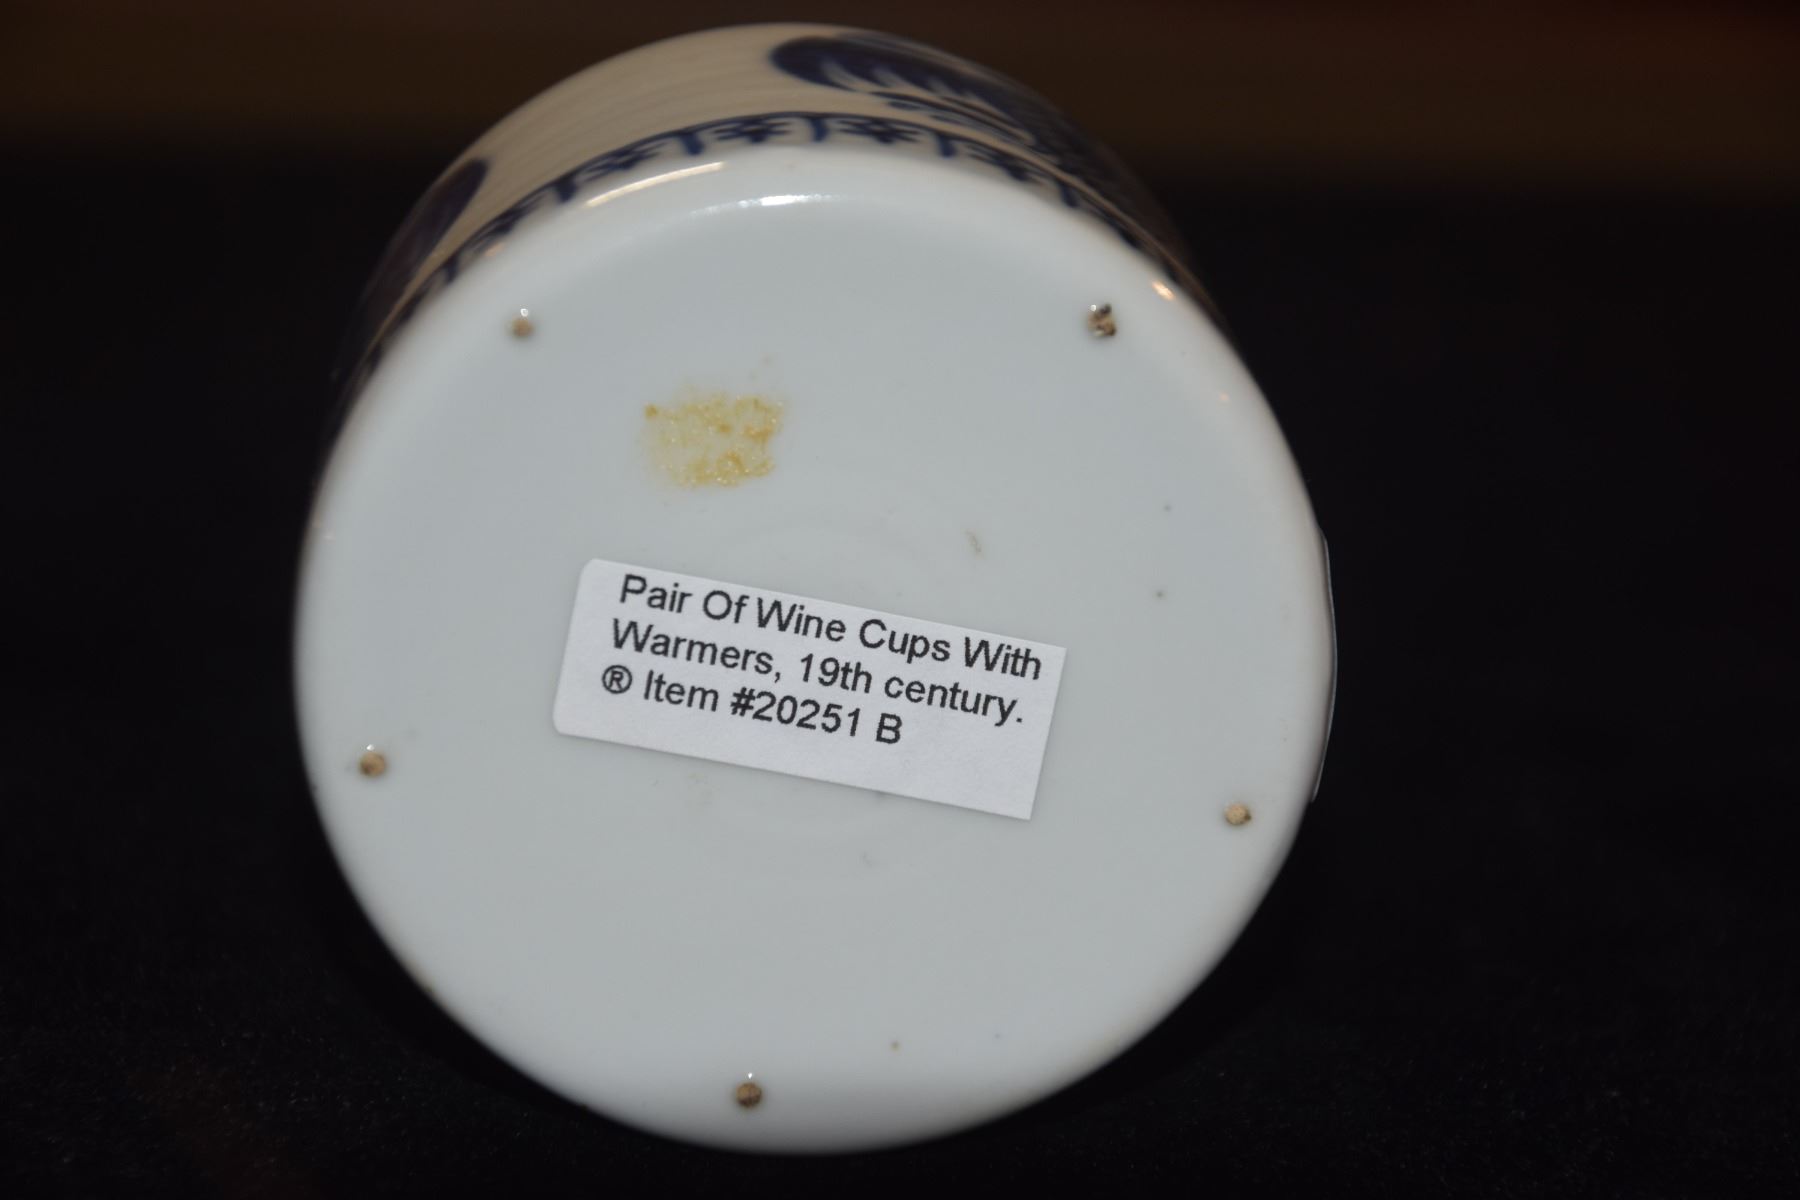 Pair Of Wine Cups With
Warmers, 19th century.
® Item #20251 B